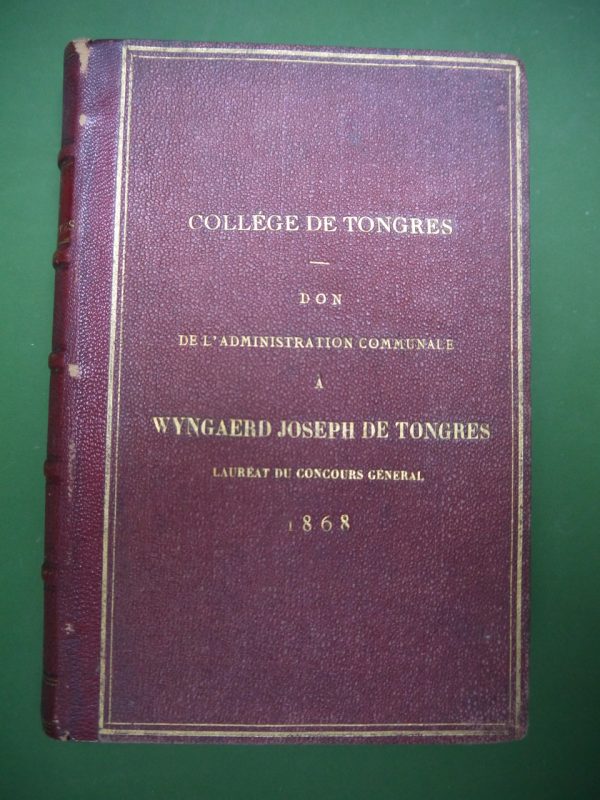 COLLÉGE DE TONGRES
—
DON
DE L'ADMINISTRATION COMMUNALE
A
WYNGAERD JOSEPH DE TONGRES
LAURÉAT DU CONCOURS GÉNÉRAL
1868